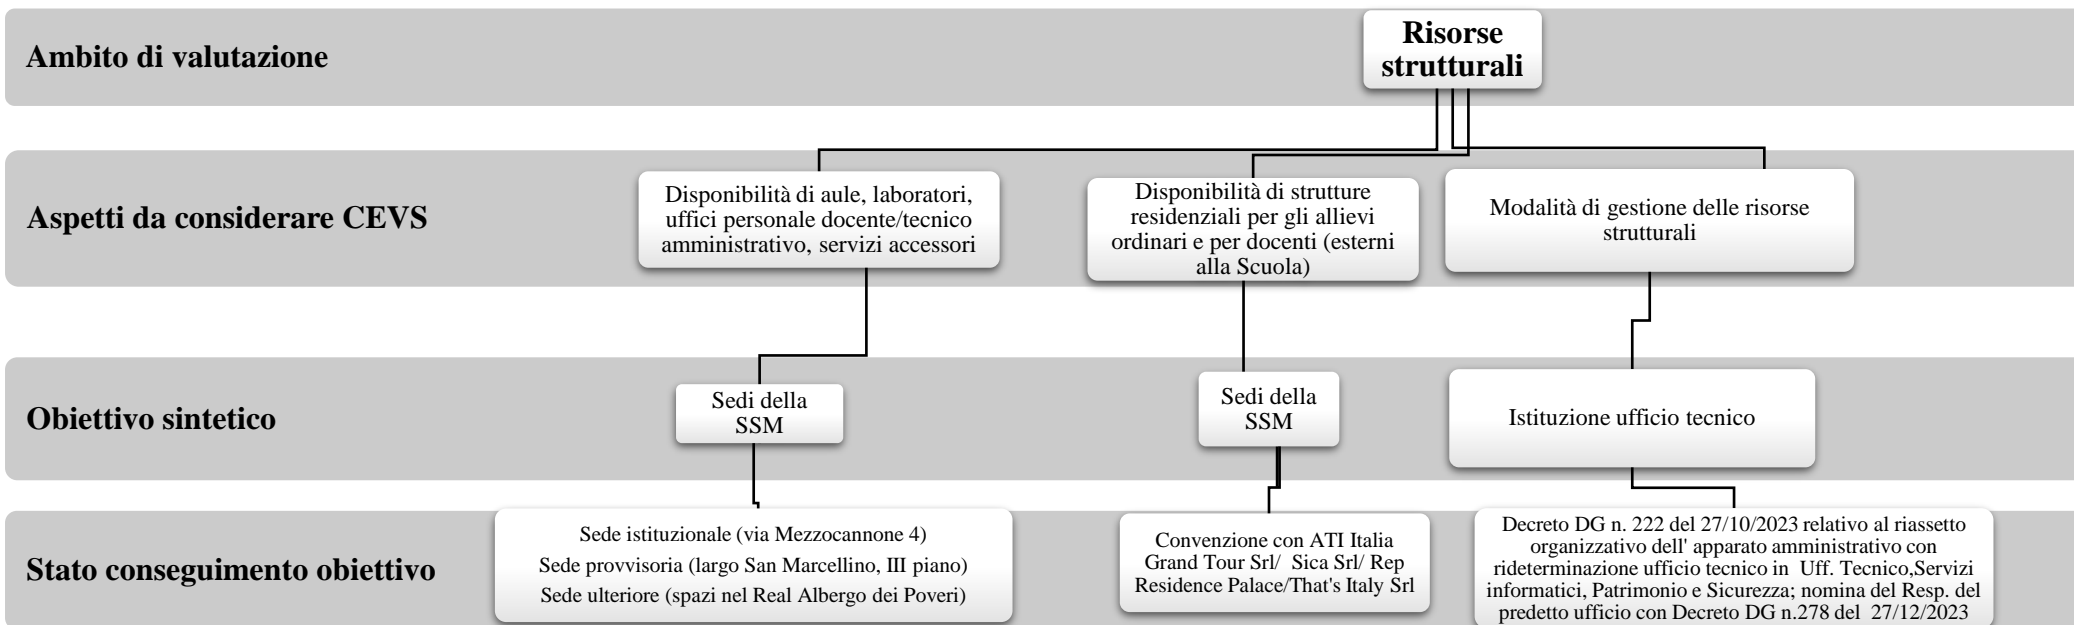 Ambito di valutazione
Risorse
strutturali
Aspetti da considerare CEVS
Disponibilità di aule, laboratori,
uffici personale docente/tecnico
amministrativo, servizi accessori
Disponibilità di strutture
residenziali per gli allievi
ordinari e per docenti (esterni
alla Scuola)
Modalità di gestione delle risorse
strutturali
Obiettivo sintetico
Sedi della
SSM
Sedi della
SSM
Istituzione ufficio tecnico
Stato conseguimento obiettivo
Sede istituzionale (via Mezzocannone 4)
Sede provvisoria (largo San Marcellino, III piano)
Sede ulteriore (spazi nel Real Albergo dei Poveri)
Convenzione con ATI Italia
Grand Tour Srl/ Sica Srl/ Rep
Residence Palace/That's Italy Srl
Decreto DG n. 222 del 27/10/2023 relativo al riassetto
organizzativo dell' apparato amministrativo con
rideterminazione ufficio tecnico in Uff. Tecnico,Servizi
informatici, Patrimonio e Sicurezza; nomina del Resp. del
predetto ufficio con Decreto DG n.278 del 27/12/2023